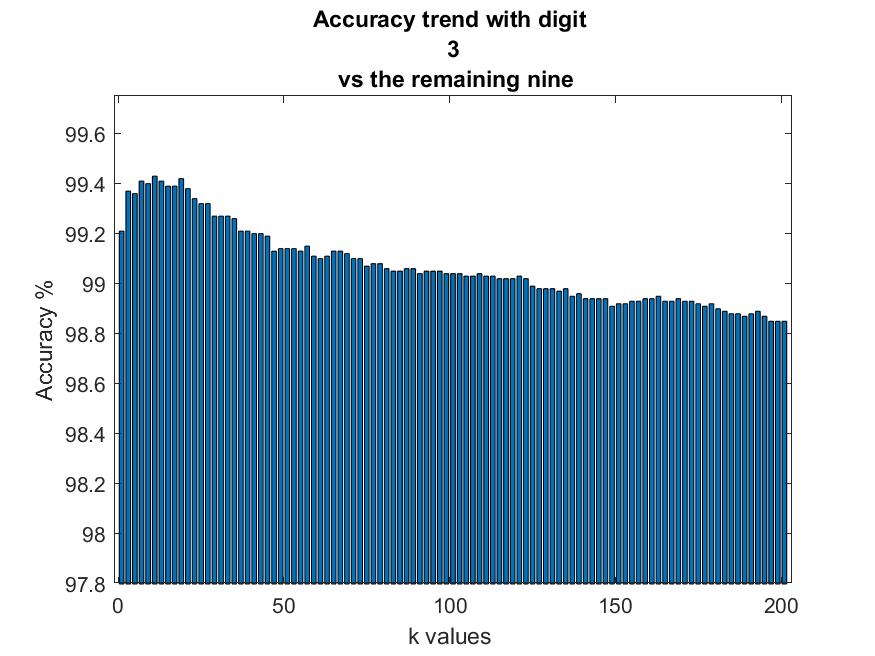 Accuracy trend with digit
3
vs the remaining nine
99.6
99.4
99.2
99
98.8
98.6
98.4
98.2
98
97.8
Accuracy %
0 50 100 150 200
k values